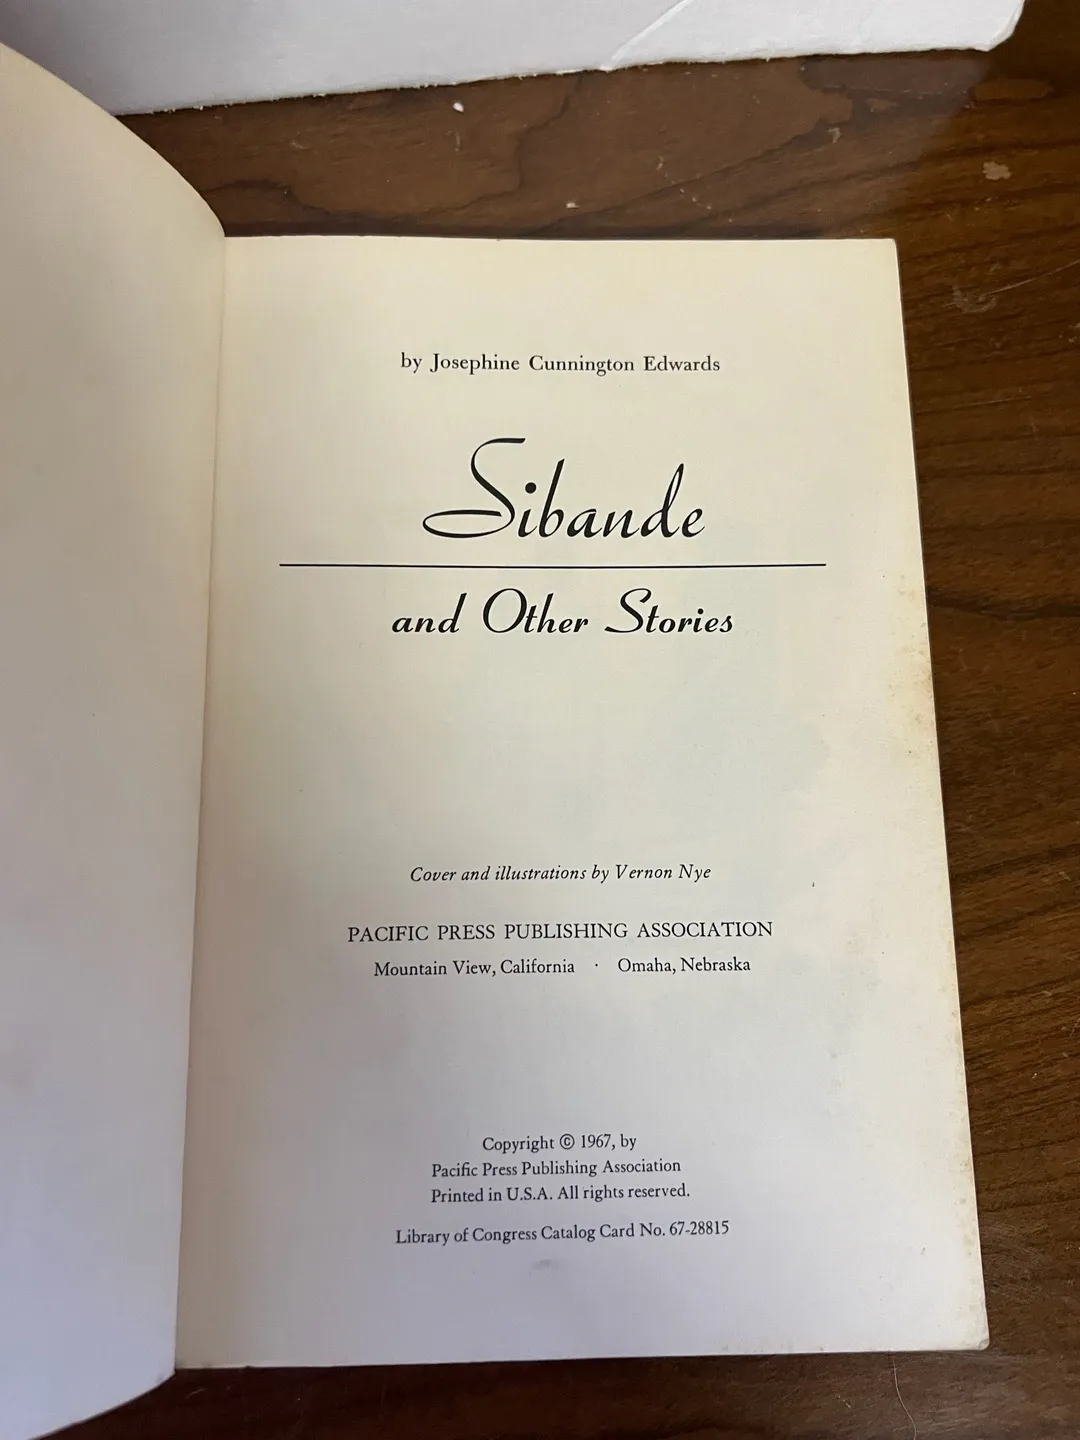 by Josephine Cunnington Edwards
Sibande
and Other Stories
Cover and illustrations by Vernon Nye
PACIFIC PRESS PUBLISHING ASSOCIATION
Mountain View, California · Omaha, Nebraska
Copyright © 1967, by
Pacific Press Publishing Association
Printed in U.S.A. All rights reserved.
Library of Congress Catalog Card No. 67-28815